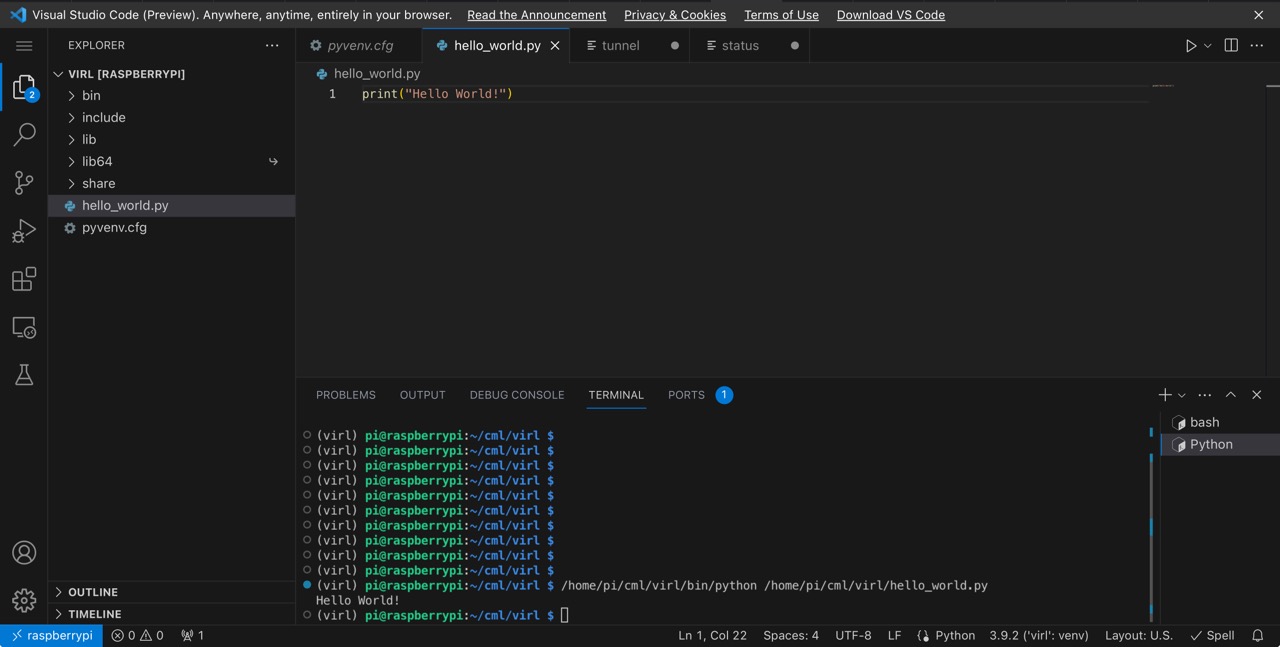 Visual Studio Code (Preview). Anywhere, anytime, entirely in your browser. Read the Announcement Privacy & Cookies Terms of Use Download VS Code
EXPLORER
pyvenv.cfg hello_world.py tunnel status
VIRL [RASPBERRYPI]
2
bin
include
lib
lib64
share
hello_world.py
pyvenv.cfg
OUTLINE
TIMELINE
hello_world.py
1 print("Hello World!")
PROBLEMS OUTPUT DEBUG CONSOLE TERMINAL PORTS 1
(virl) pi@raspberrypi:~/cml/virl $
(virl) pi@raspberrypi:~/cml/virl $
(virl) pi@raspberrypi:~/cml/virl $
(virl) pi@raspberrypi:~/cml/virl $
(virl) pi@raspberrypi:~/cml/virl $
(virl) pi@raspberrypi:~/cml/virl $
(virl) pi@raspberrypi:~/cml/virl $
(virl) pi@raspberrypi:~/cml/virl $
(virl) pi@raspberrypi:~/cml/virl $
(virl) pi@raspberrypi:~/cml/virl $
(virl) pi@raspberrypi:~/cml/virl $ /home/pi/cml/virl/bin/python /home/pi/cml/virl/hello_world.py
Hello World!
(virl) pi@raspberrypi:~/cml/virl $
bash
Python
raspberrypi 0 0 1 Ln 1, Col 22 Spaces: 4 UTF-8 LF Python 3.9.2 ('virl': venv) Layout: U.S. Spell